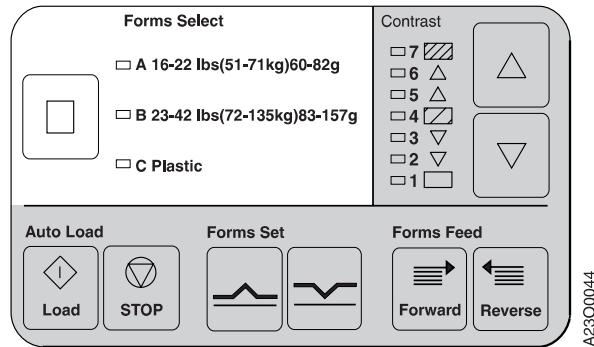 Forms Select
A 16-22 lbs(51-71kg)60-82g
B 23-42 lbs(72-135kg)83-157g
C Plastic
Contrast
7
6
5
4
3
2
1
Auto Load
Load
STOP
Forms Set
Forms Feed
Forward
Reverse
A23O0044